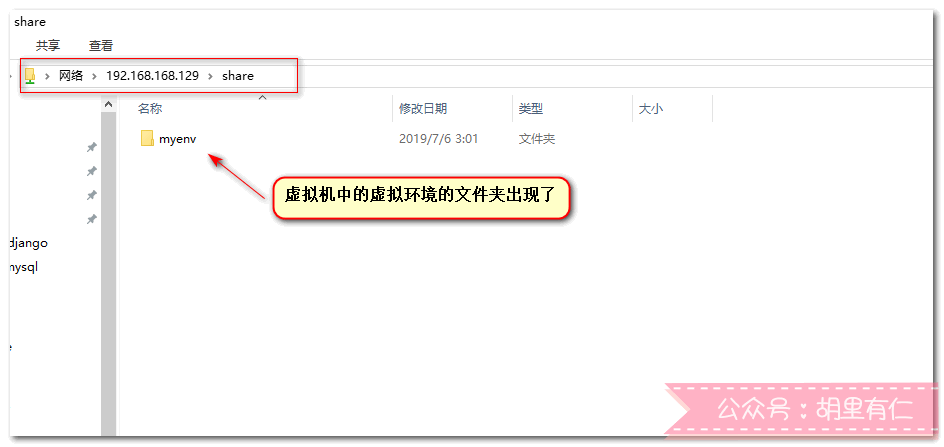 share
共享 查看
网络 192.168.168.129 share
名称 修改日期 类型 大小
myenv 2019/7/6 3:01 文件夹
虚拟机中的虚拟环境的文件夹出现了
django
mysql
公众号：胡里有仁